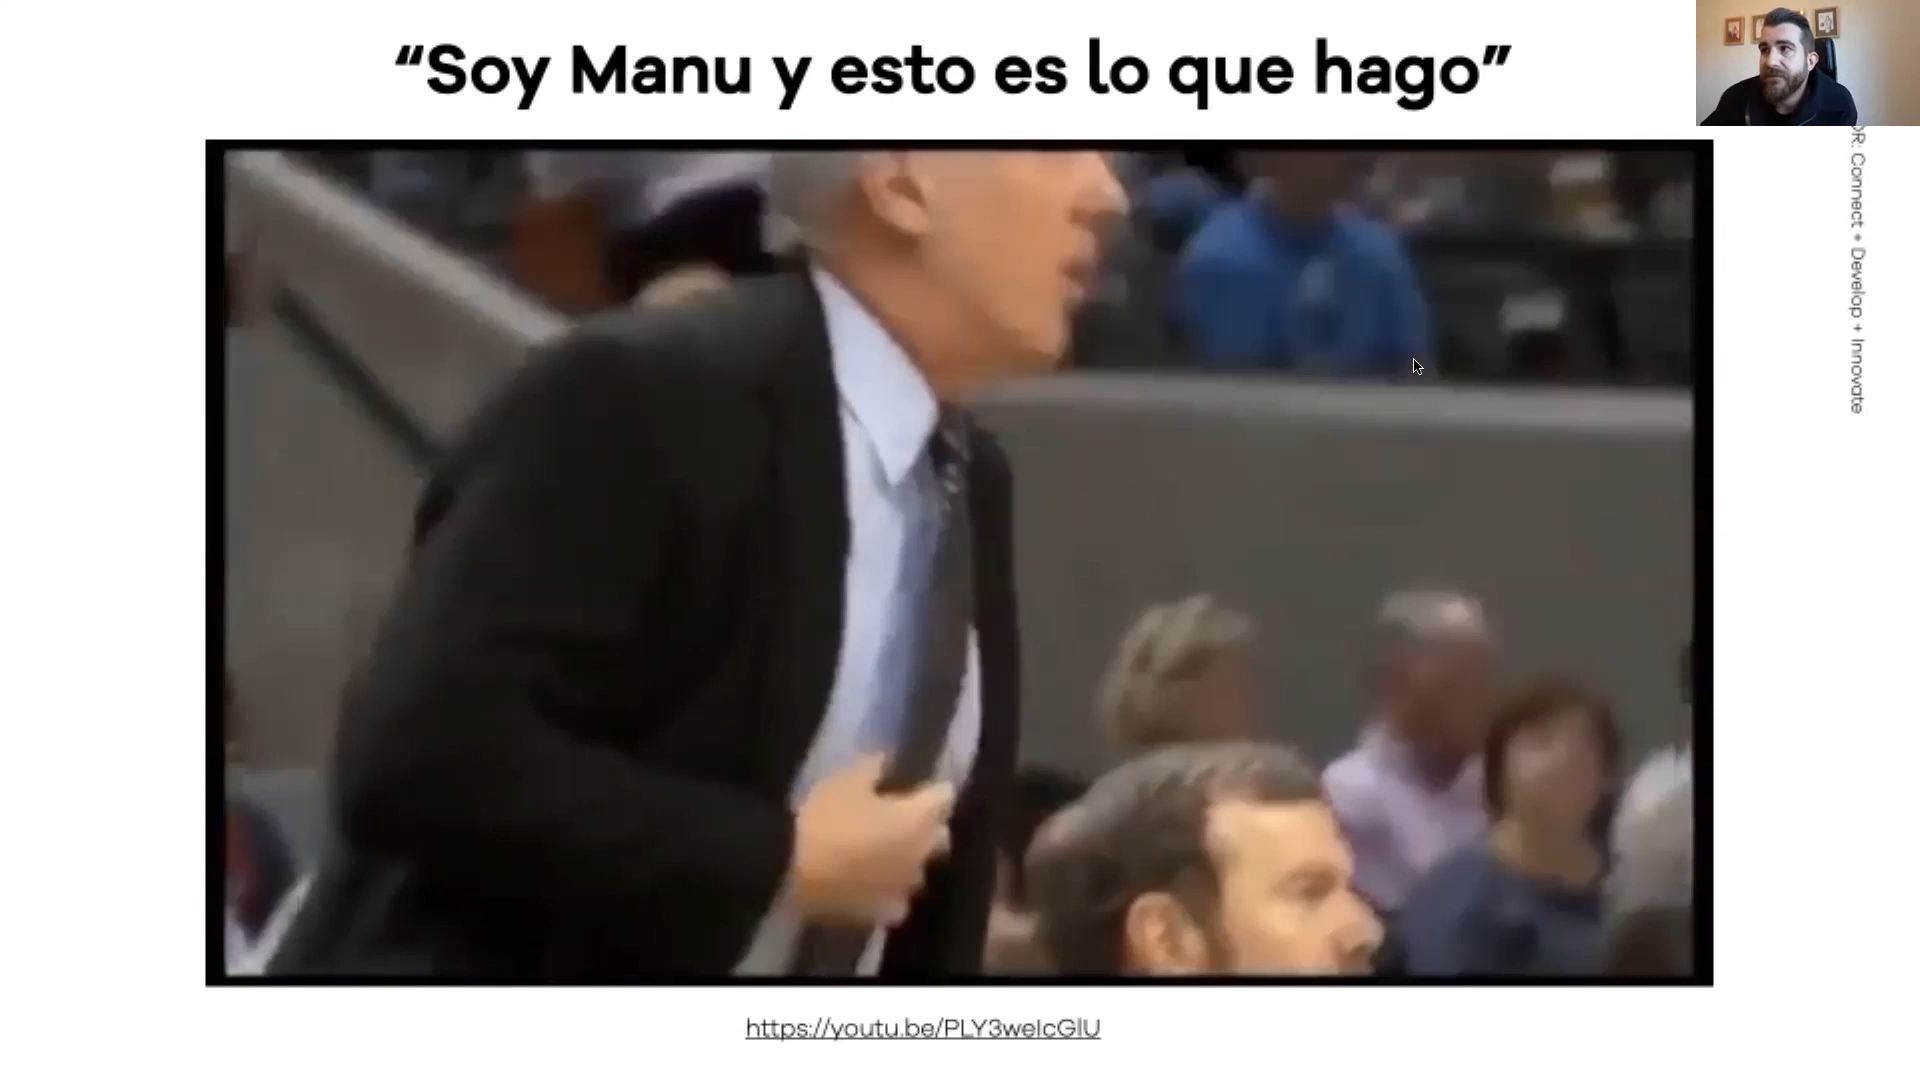 “Soy Manu y esto es lo que hago”
R: Connect + Develop + Innovate
https://youtu.be/PLY3weIcGlU